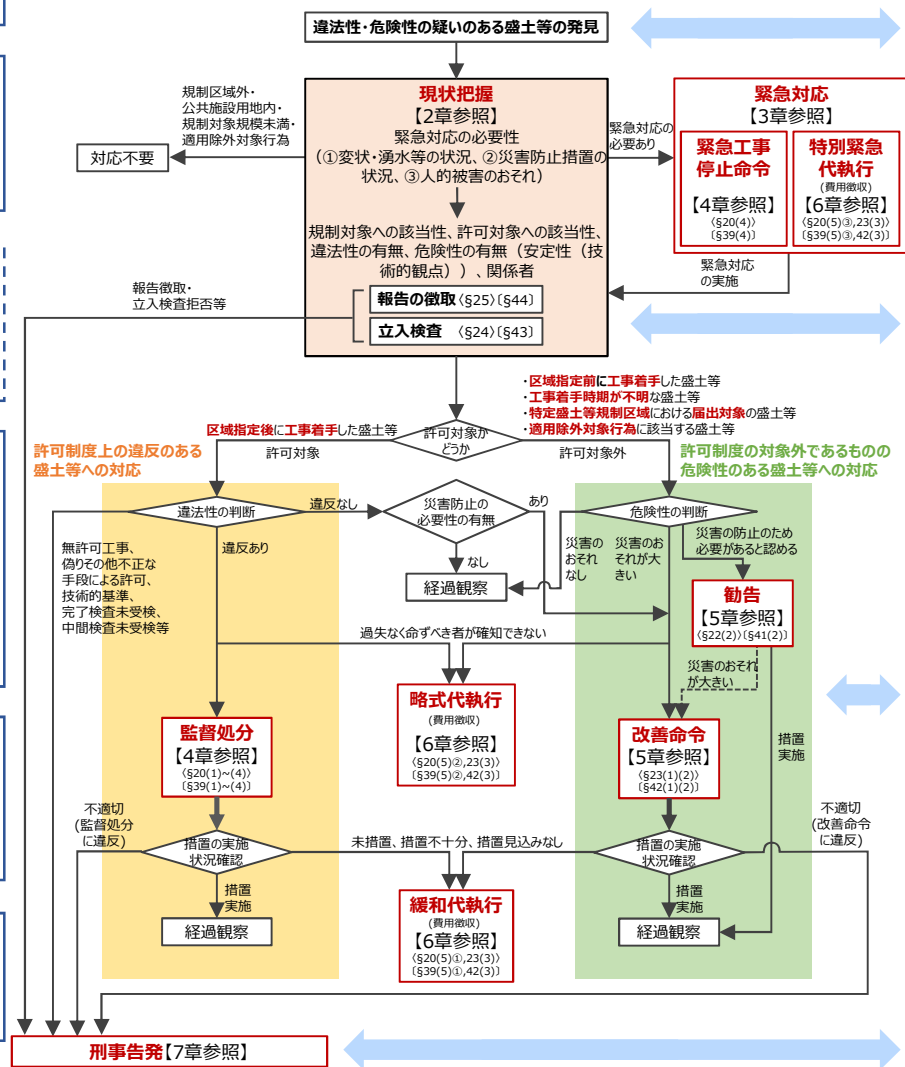 違法性・危険性の疑いのある盛土等の発見
規制区域外・
公共施設用地内・
規制対象規模未満・
適用除外対象行為
対応不要
現状把握
【2章参照】
緊急対応の必要性
（①変状・湧水等の状況、②災害防止措置の
状況、③人的被害のおそれ）
規制対象への該当性、許可対象への該当性、
違法性の有無、危険性の有無（安定性（技
術的観点））、関係者
報告の徴取〈§25〉〔§44〕
立入検査 〈§24〉〔§43〕
緊急対応の
必要あり
緊急対応
【3章参照】
緊急工事
停止命令
【4章参照】
〈§20(4)〉
〔§39(4)〕
特別緊急
代執行
(費用徴収)
【6章参照】
〈§20(5)③,23(3)〉
〔§39(5)③,42(3)〕
緊急対応
の実施
報告徴取・
立入検査拒否等
・区域指定前に工事着手した盛土等
・工事着手時期が不明な盛土等
・特定盛土等規制区域における届出対象の盛土等
・適用除外対象行為に該当する盛土等
区域指定後に工事着手した盛土等
許可対象
許可対象か
どうか
許可対象外
許可制度上の違反のある
盛土等への対応
許可制度の対象外であるものの
危険性のある盛土等への対応
違法性の判断
違反なし
災害防止の
必要性の有無
あり
危険性の判断
無許可工事、
偽りその他不正な
手段による許可、
技術的基準、
完了検査未受検、
中間検査未受検等
違反あり
なし
経過観察
災害の
おそれ
なし
災害のお
それが大
きい
災害の防止のため
必要があると認める
勧告
【5章参照】
〈§22(2)〉〔§41(2)〕
過失なく命ずべき者が確知できない
災害のおそれ
が大きい
略式代執行
(費用徴収)
【6章参照】
〈§20(5)②,23(3)〉
〔§39(5)②,42(3)〕
監督処分
【4章参照】
〈§20(1)~(4)〉
〔§39(1)~(4)〕
改善命令
【5章参照】
〈§23(1)(2)〉
〔§42(1)(2)〕
措置
実施
不適切
(監督処分
に違反)
措置の実施
状況確認
未措置、措置不十分、措置見込みなし
措置の実施
状況確認
不適切
(改善命令
に違反)
措置
実施
経過観察
緩和代執行
(費用徴収)
【6章参照】
〈§20(5)①,23(3)〉
〔§39(5)①,42(3)〕
措置
実施
経過観察
刑事告発【7章参照】